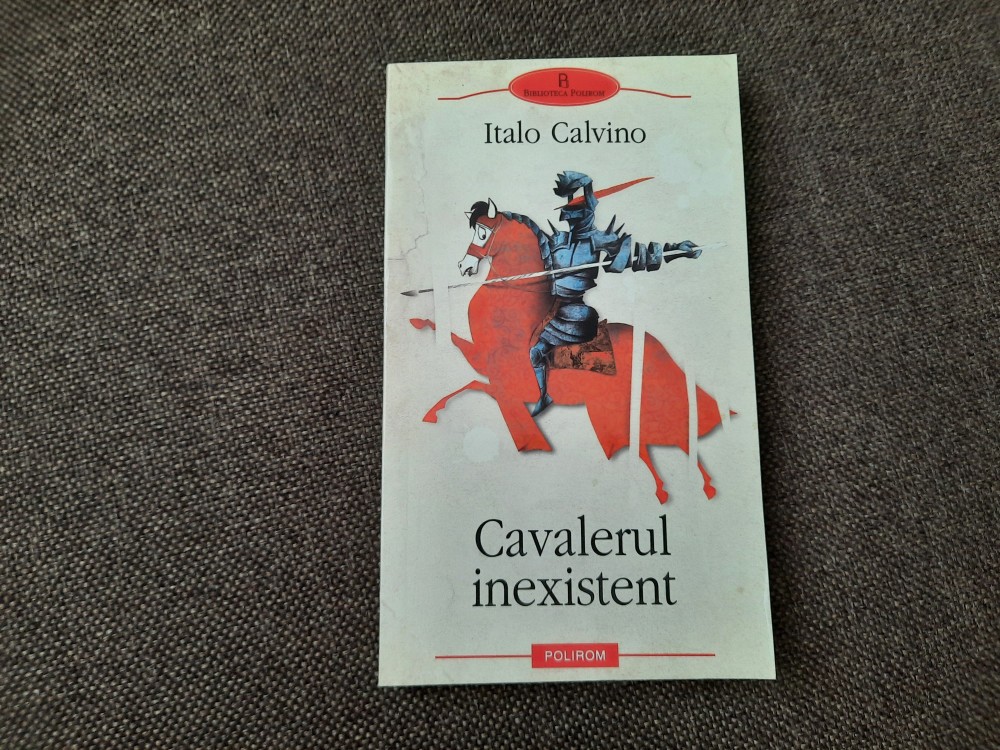 BIBLIOTECA POLIROM
Italo Calvino
Cavalerul
inexistent
POLIROM